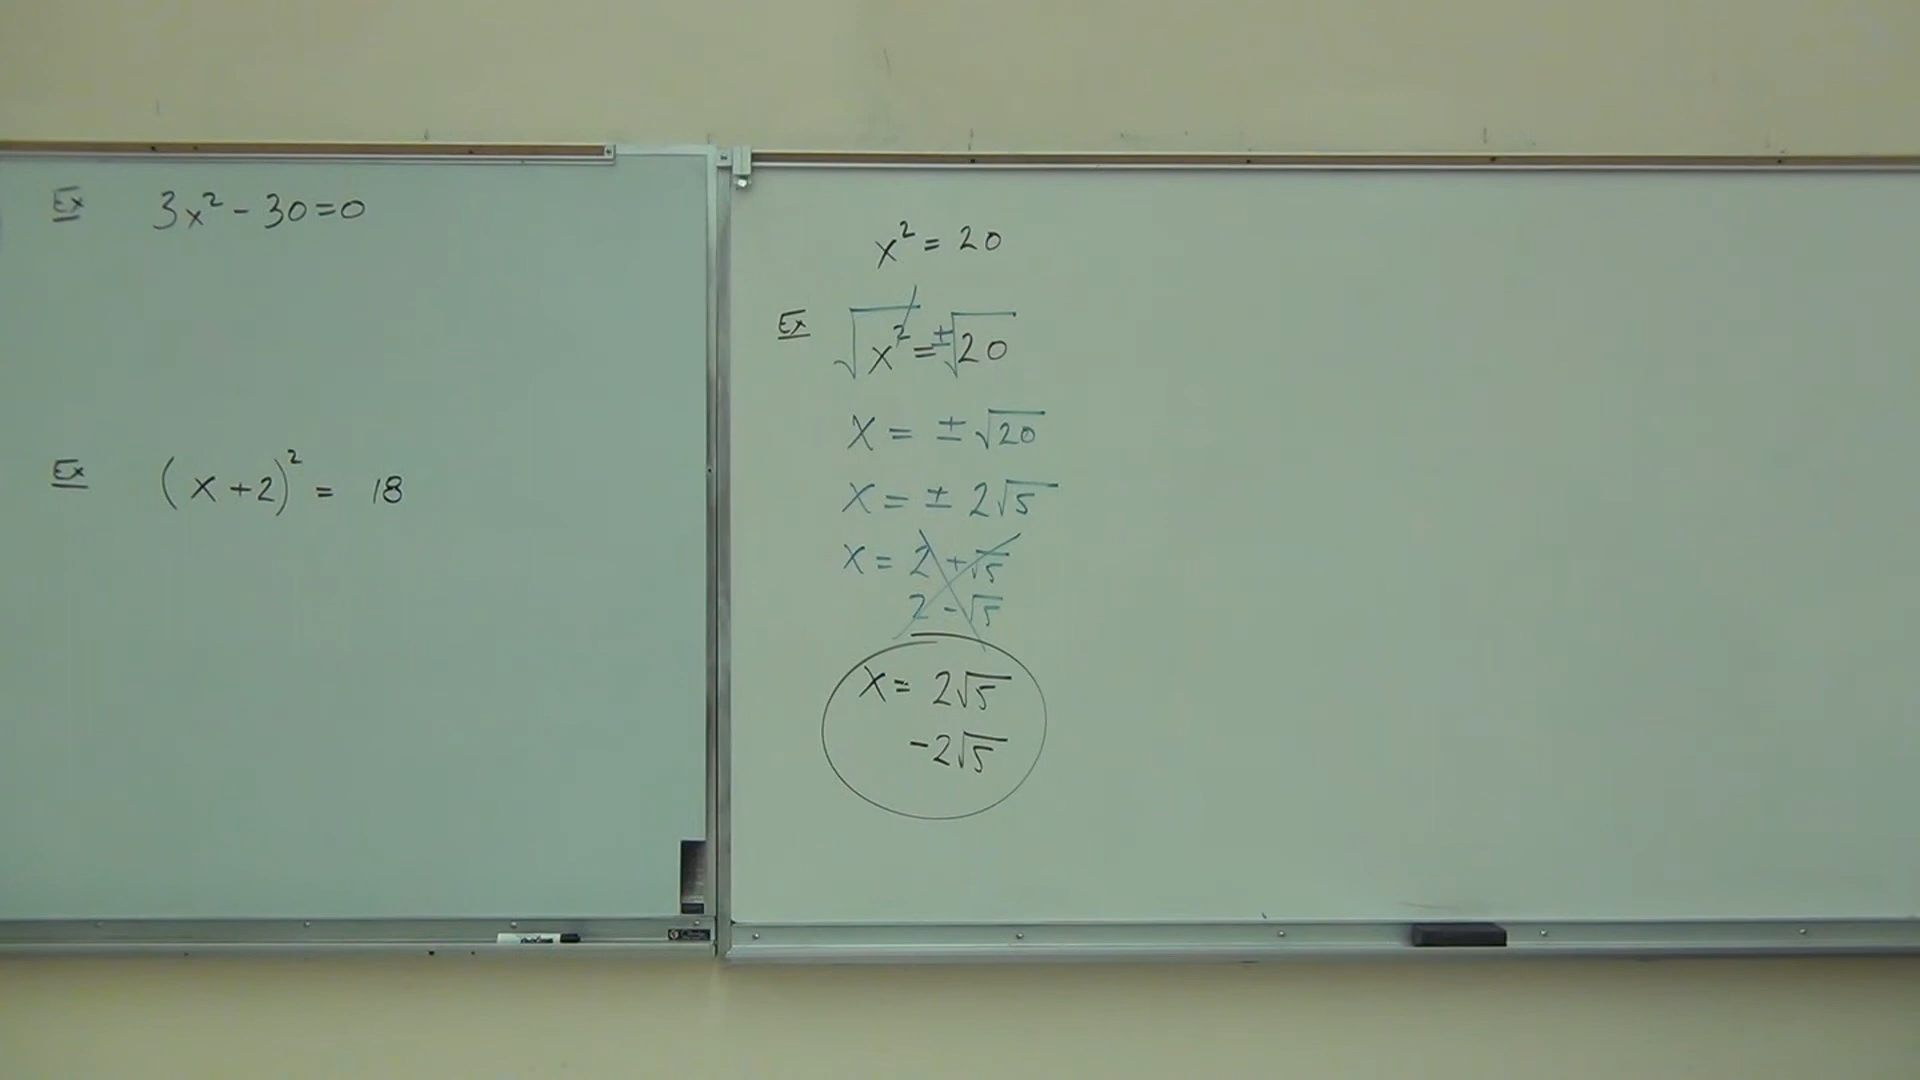 Ex 3x² - 30 = 0
Ex (x + 2)² = 18
x² = 20
Ex √x² = ±√20
x = ± √20
x = ± 2√5
x = 2 + √5
2 - √5
x = 2√5
-2√5